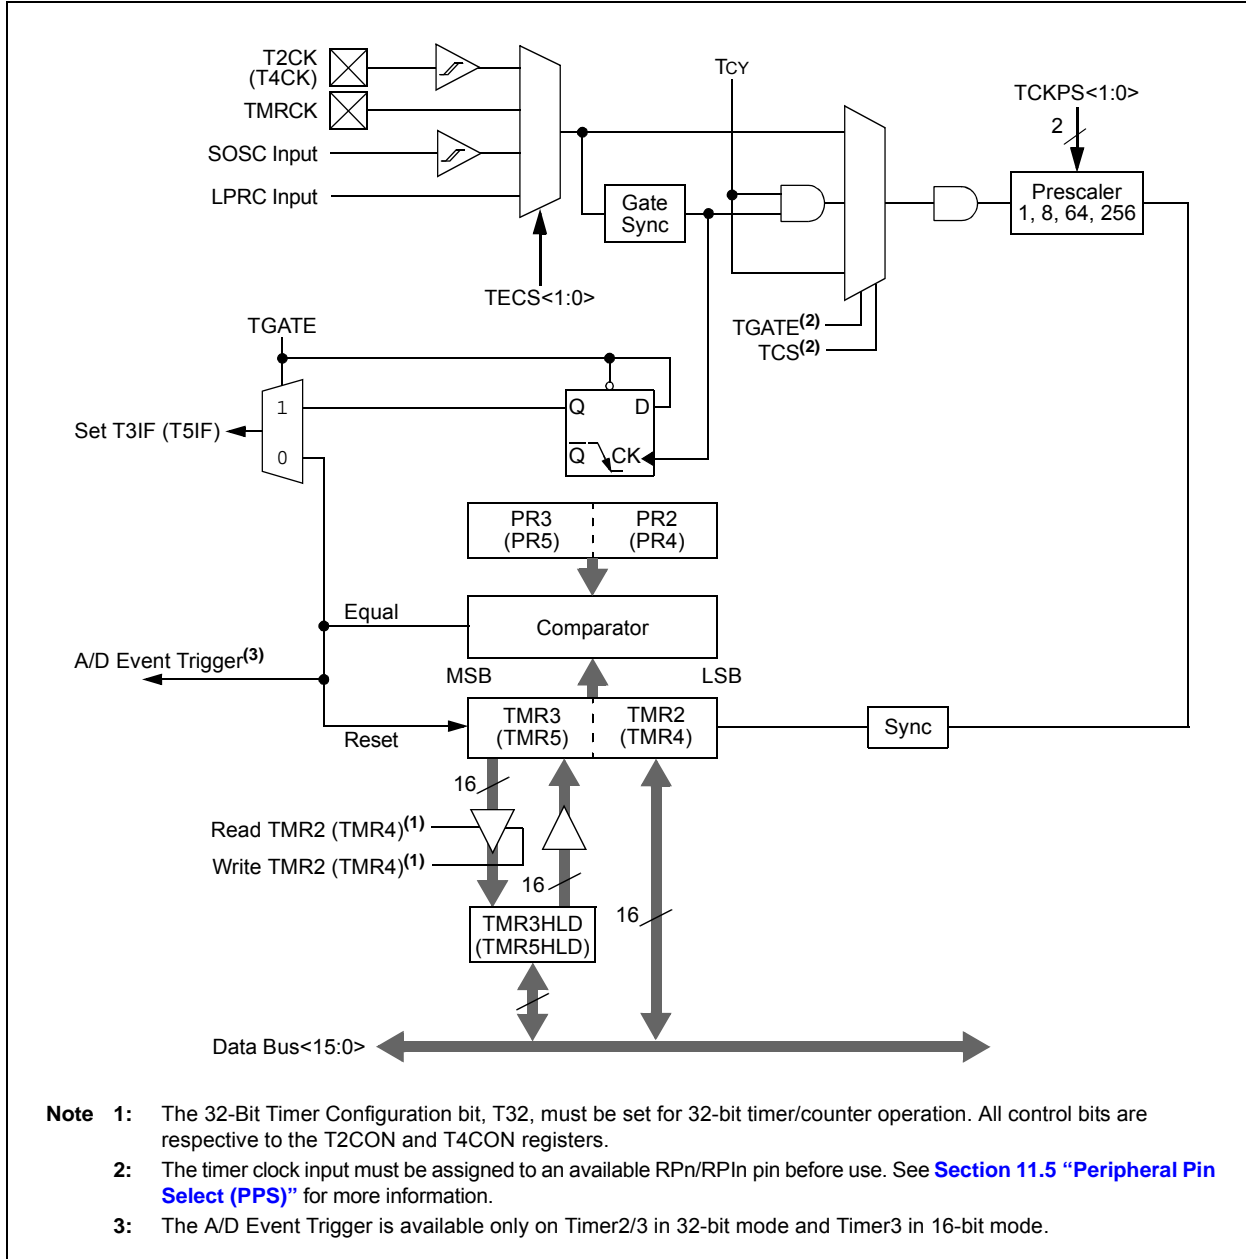 T2CK
(T4CK)
TMRCK
SOSC Input
LPRC Input
TECS<1:0>
TCY
TCKPS<1:0>
2
Gate
Sync
Prescaler
1, 8, 64, 256
TGATE(2)
TCS(2)
TGATE
1
0
Set T3IF (T5IF)
Q
D
Q
CK
PR3
(PR5)
PR2
(PR4)
Equal
Comparator
A/D Event Trigger(3)
MSB
LSB
TMR3
(TMR5)
TMR2
(TMR4)
Reset
Sync
16
Read TMR2 (TMR4)(1)
Write TMR2 (TMR4)(1)
16
16
TMR3HLD
(TMR5HLD)
Data Bus<15:0>
Note 1: The 32-Bit Timer Configuration bit, T32, must be set for 32-bit timer/counter operation. All control bits are
respective to the T2CON and T4CON registers.
2: The timer clock input must be assigned to an available RPn/RPIn pin before use. See Section 11.5 “Peripheral Pin
Select (PPS)” for more information.
3: The A/D Event Trigger is available only on Timer2/3 in 32-bit mode and Timer3 in 16-bit mode.